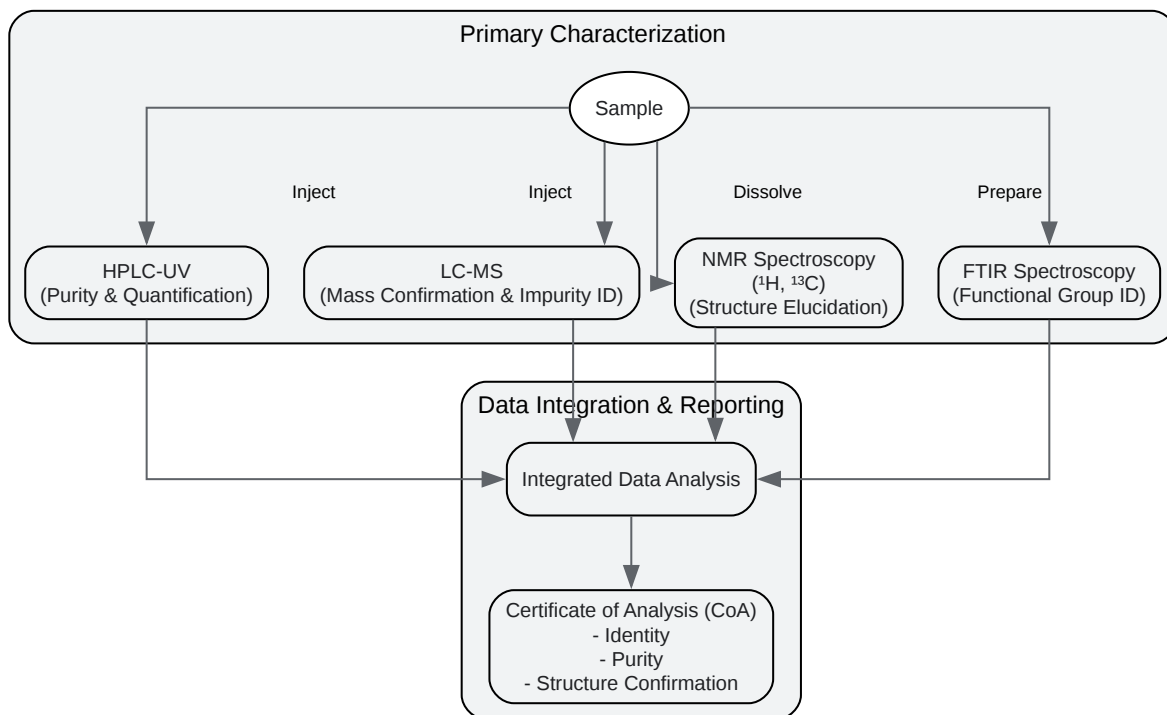 Primary Characterization
Sample
Inject
Inject
Dissolve
Prepare
HPLC-UV
(Purity & Quantification)
LC-MS
(Mass Confirmation & Impurity ID)
NMR Spectroscopy
(¹H, ¹³C)
(Structure Elucidation)
FTIR Spectroscopy
(Functional Group ID)
Data Integration & Reporting
Integrated Data Analysis
Certificate of Analysis (CoA)
- Identity
- Purity
- Structure Confirmation